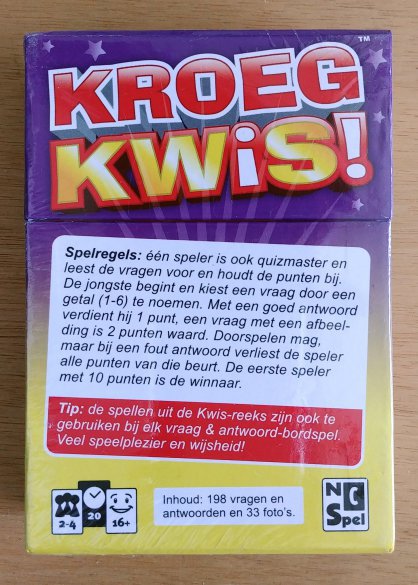 KROEG
™
KWiS!
Spelregels: één speler is ook quizmaster en
leest de vragen voor en houdt de punten bij.
De jongste begint en kiest een vraag door een
getal (1-6) te noemen. Met een goed antwoord
verdient hij 1 punt, een vraag met een afbeel-
ding is 2 punten waard. Doorspelen mag,
maar bij een fout antwoord verliest de speler
alle punten van die beurt. De eerste speler
met 10 punten is de winnaar.
Tip: de spellen uit de Kwis-reeks zijn ook te
gebruiken bij elk vraag & antwoord-bordspel.
Veel speelplezier en wijsheid!
2-4
20
16+
Inhoud: 198 vragen en
antwoorden en 33 foto's.
NG
Spel